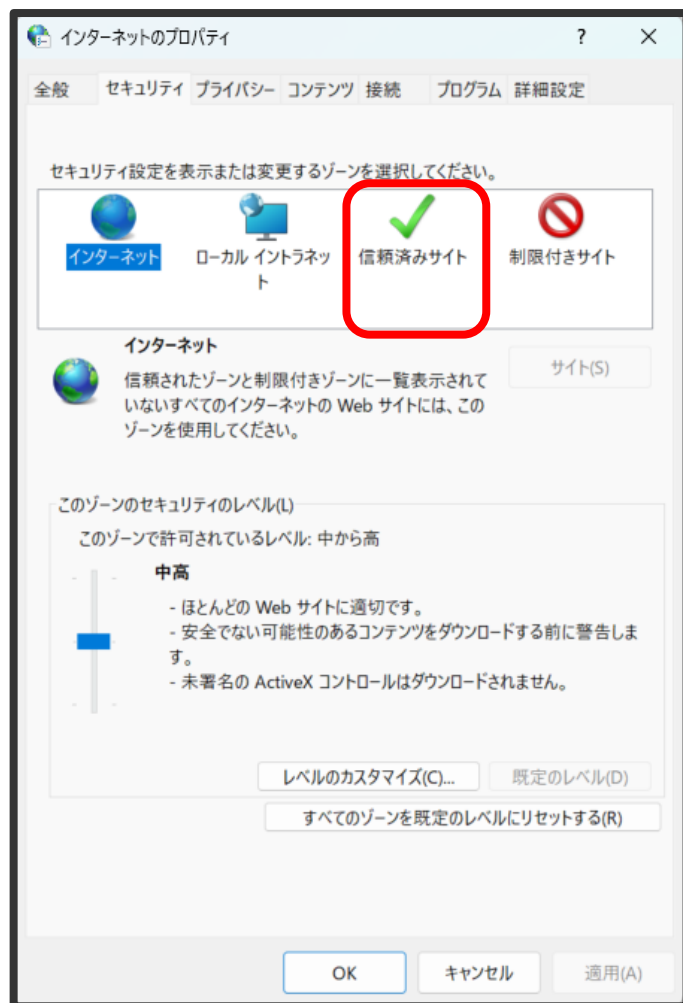 インターネットのプロパティ ? ×
全般 セキュリティ プライバシー コンテンツ 接続 プログラム 詳細設定
セキュリティ設定を表示または変更するゾーンを選択してください。
インターネット ローカル イントラネッ 信頼済みサイト 制限付きサイト
ト
インターネット
サイト(S)
信頼されたゾーンと制限付きゾーンに一覧表示されて
いないすべてのインターネットの Web サイトには、この
ゾーンを使用してください。
このゾーンのセキュリティのレベル(L)
このゾーンで許可されているレベル: 中から高
中高
- ほとんどの Web サイトに適切です。
- 安全でない可能性のあるコンテンツをダウンロードする前に警告しま
す。
- 未署名の ActiveX コントロールはダウンロードされません。
レベルのカスタマイズ(C)... 既定のレベル(D)
すべてのゾーンを既定のレベルにリセットする(R)
OK キャンセル 適用(A)